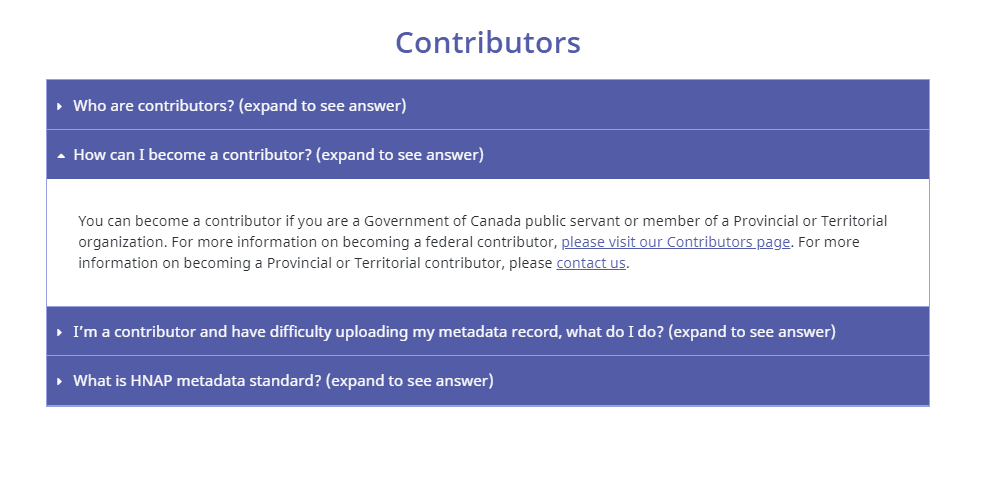 Contributors
Who are contributors? (expand to see answer)
How can I become a contributor? (expand to see answer)
You can become a contributor if you are a Government of Canada public servant or member of a Provincial or Territorial
organization. For more information on becoming a federal contributor, please visit our Contributors page. For more
information on becoming a Provincial or Territorial contributor, please contact us.
I’m a contributor and have difficulty uploading my metadata record, what do I do? (expand to see answer)
What is HNAP metadata standard? (expand to see answer)